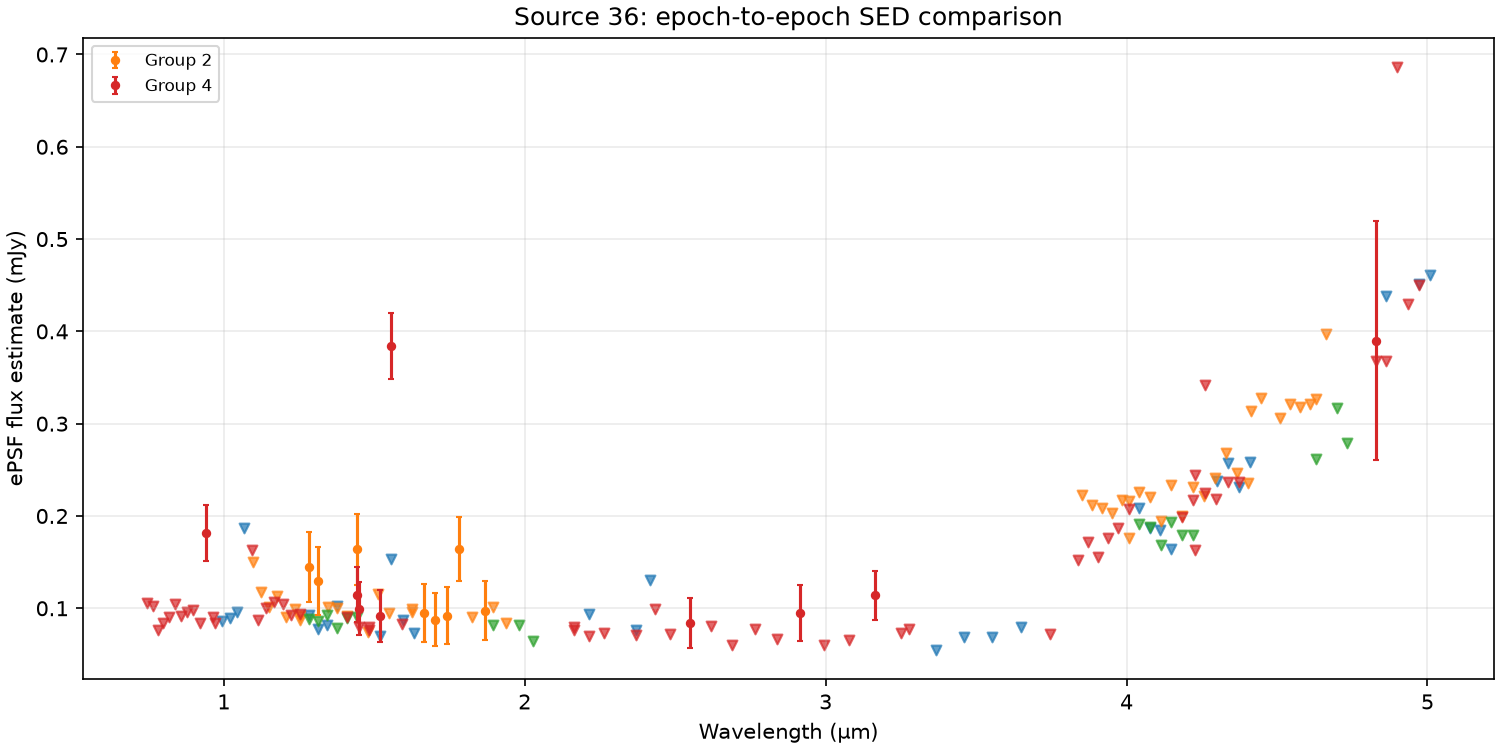 Source 36: epoch-to-epoch SED comparison
0.7
0.6
0.5
0.4
0.3
0.2
0.1
ePSF flux estimate (mJy)
Group 2
Group 4
1
2
3
4
5
Wavelength (μm)